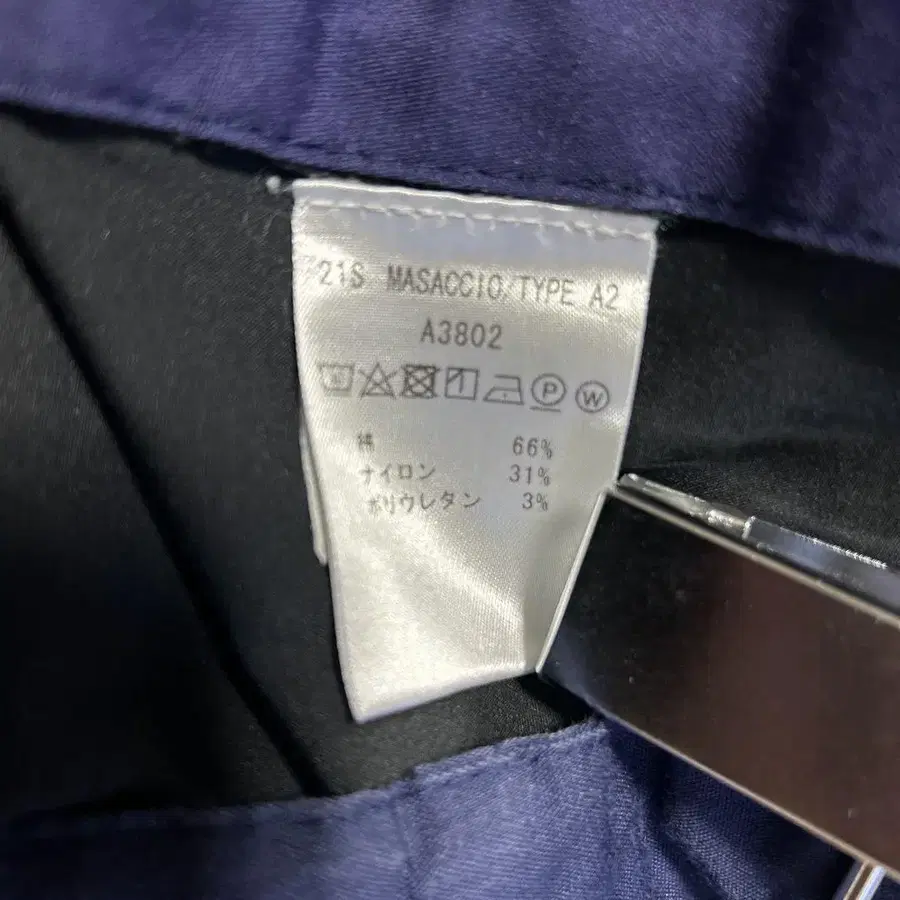 '21S MASACCIO/TYPE A2
A3802
P W
綿 66%
ナイロン 31%
ポリウレタン 3%